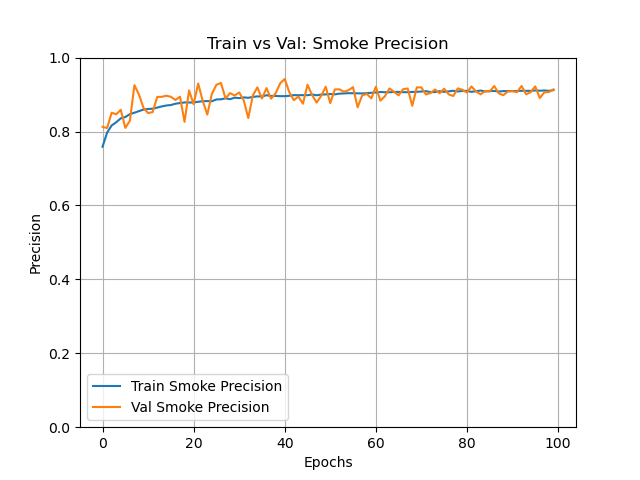 Train vs Val: Smoke Precision
1.0
0.8
0.6
0.4
0.2
0.0
Precision
Train Smoke Precision
Val Smoke Precision
0 20 40 60 80 100
Epochs